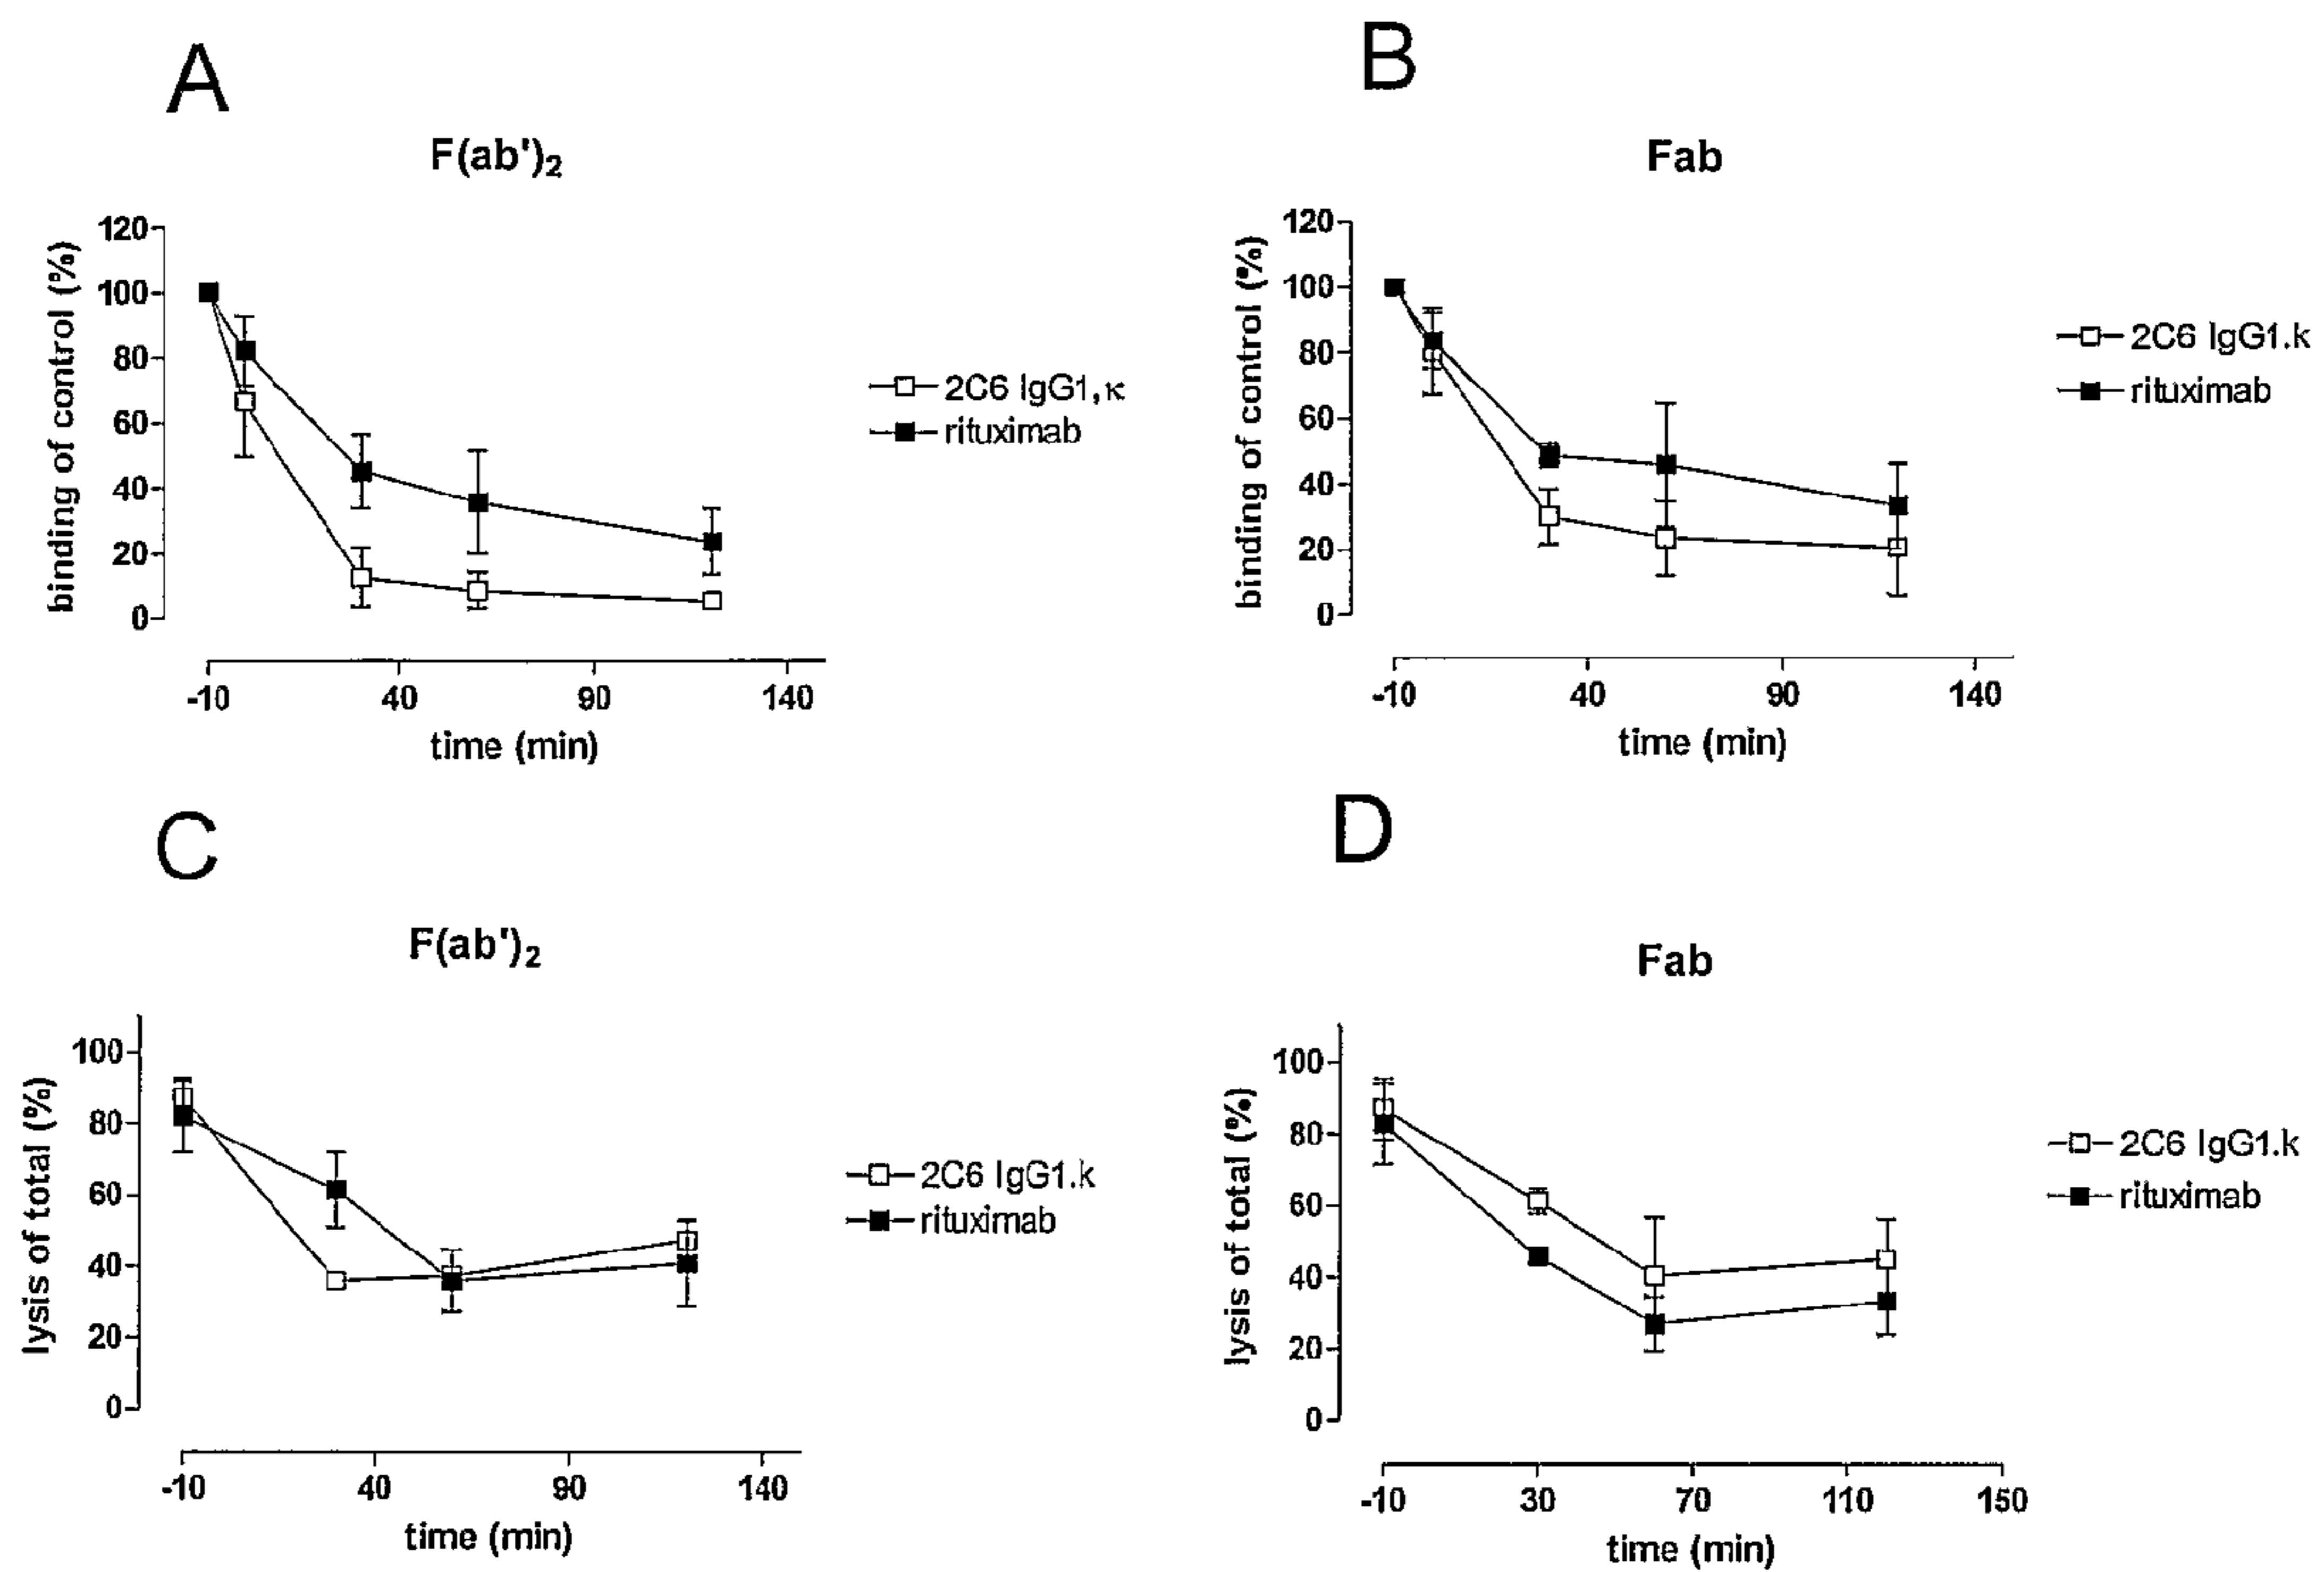 A
F(ab')₂
binding of control (%)
120
100
80
60
40
20
0
-10 40 90 140
time (min)
2C6 IgG1,κ
rituximab
B
Fab
binding of control (%)
120
100
80
60
40
20
0
-10 40 90 140
time (min)
2C6 IgG1.k
rituximab
C
F(ab')₂
lysis of total (%)
100
80
60
40
20
0
-10 40 90 140
time (min)
2C6 IgG1.k
rituximab
D
Fab
lysis of total (%)
100
80
60
40
20
0
-10 30 70 110 150
time (min)
2C6 IgG1.k
rituximab